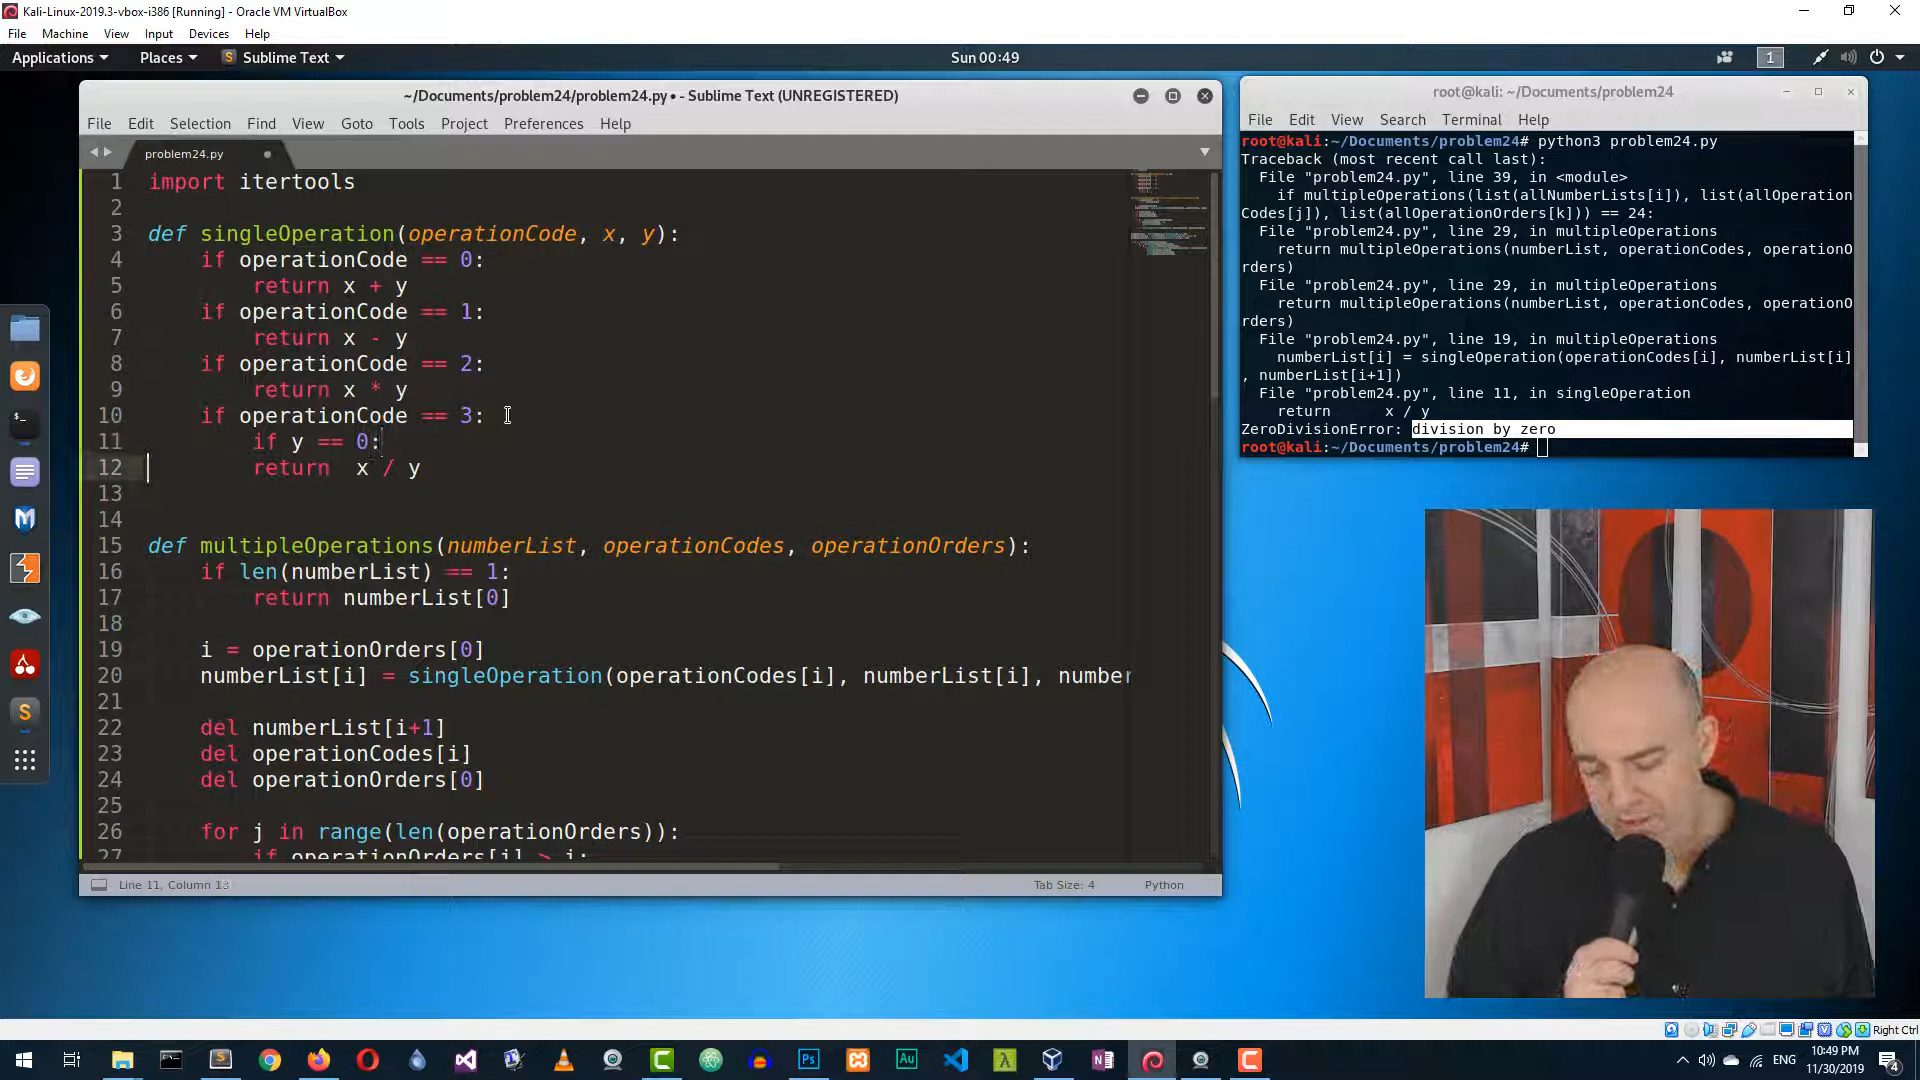 Kali-Linux-2019.3-vbox-i386 [Running] - Oracle VM VirtualBox
File Machine View Input Devices Help
Applications Places Sublime Text Sun 00:49 1
~/Documents/problem24/problem24.py • - Sublime Text (UNREGISTERED)
File Edit Selection Find View Goto Tools Project Preferences Help
problem24.py
1 import itertools
2
3 def singleOperation(operationCode, x, y):
4 if operationCode == 0:
5 return x + y
6 if operationCode == 1:
7 return x - y
8 if operationCode == 2:
9 return x * y
10 if operationCode == 3:
11 if y == 0:
12 return x / y
13
14
15 def multipleOperations(numberList, operationCodes, operationOrders):
16 if len(numberList) == 1:
17 return numberList[0]
18
19 i = operationOrders[0]
20 numberList[i] = singleOperation(operationCodes[i], numberList[i], number
21
22 del numberList[i+1]
23 del operationCodes[i]
24 del operationOrders[0]
25
26 for j in range(len(operationOrders)):
27 if operationOrders[j] > i:
Line 11, Column 13 Tab Size: 4 Python
root@kali: ~/Documents/problem24
File Edit View Search Terminal Help
root@kali:~/Documents/problem24# python3 problem24.py
Traceback (most recent call last):
File "problem24.py", line 39, in <module>
if multipleOperations(list(allNumberLists[i]), list(allOperation
Codes[j]), list(allOperationOrders[k])) == 24:
File "problem24.py", line 29, in multipleOperations
return multipleOperations(numberList, operationCodes, operationO
rders)
File "problem24.py", line 29, in multipleOperations
return multipleOperations(numberList, operationCodes, operationO
rders)
File "problem24.py", line 19, in multipleOperations
numberList[i] = singleOperation(operationCodes[i], numberList[i]
, numberList[i+1])
File "problem24.py", line 11, in singleOperation
return x / y
ZeroDivisionError: division by zero
root@kali:~/Documents/problem24#
Right Ctrl
ENG
10:49 PM
11/30/2019
4